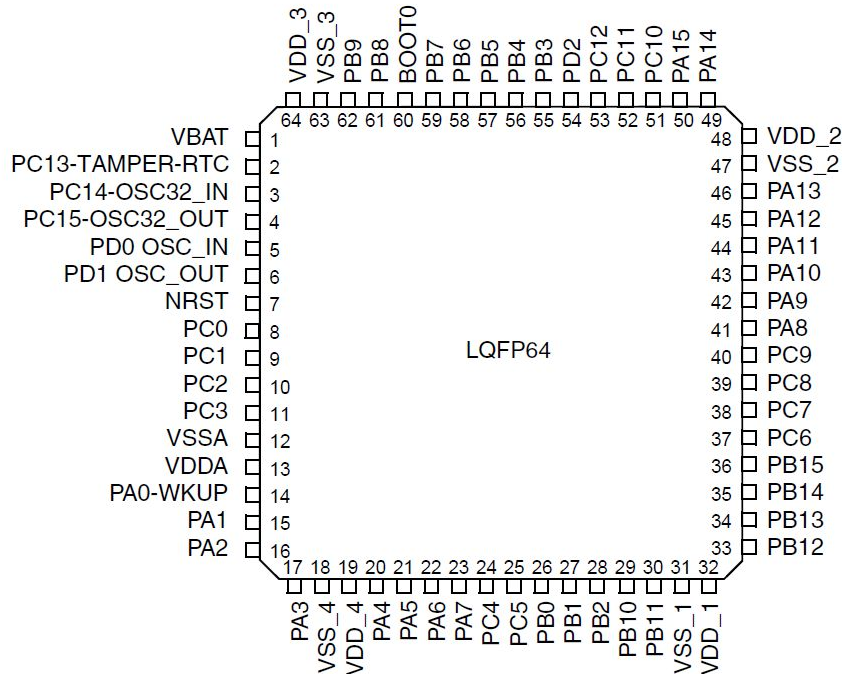 VDD_3
VSS_3
PB9
PB8
BOOT0
PB7
PB6
PB5
PB4
PB3
PD2
PC12
PC11
PC10
PA15
PA14
64 63 62 61 60 59 58 57 56 55 54 53 52 51 50 49
VBAT 1 48 VDD_2
PC13-TAMPER-RTC 2 47 VSS_2
PC14-OSC32_IN 3 46 PA13
PC15-OSC32_OUT 4 45 PA12
PD0 OSC_IN 5 44 PA11
PD1 OSC_OUT 6 43 PA10
NRST 7 42 PA9
PC0 8 41 PA8
LQFP64
PC1 9 40 PC9
PC2 10 39 PC8
PC3 11 38 PC7
VSSA 12 37 PC6
VDDA 13 36 PB15
PA0-WKUP 14 35 PB14
PA1 15 34 PB13
PA2 16 33 PB12
17 18 19 20 21 22 23 24 25 26 27 28 29 30 31 32
PA3
VSS_4
VDD_4
PA4
PA5
PA6
PA7
PC4
PC5
PB0
PB1
PB2
PB10
PB11
VSS_1
VDD_1